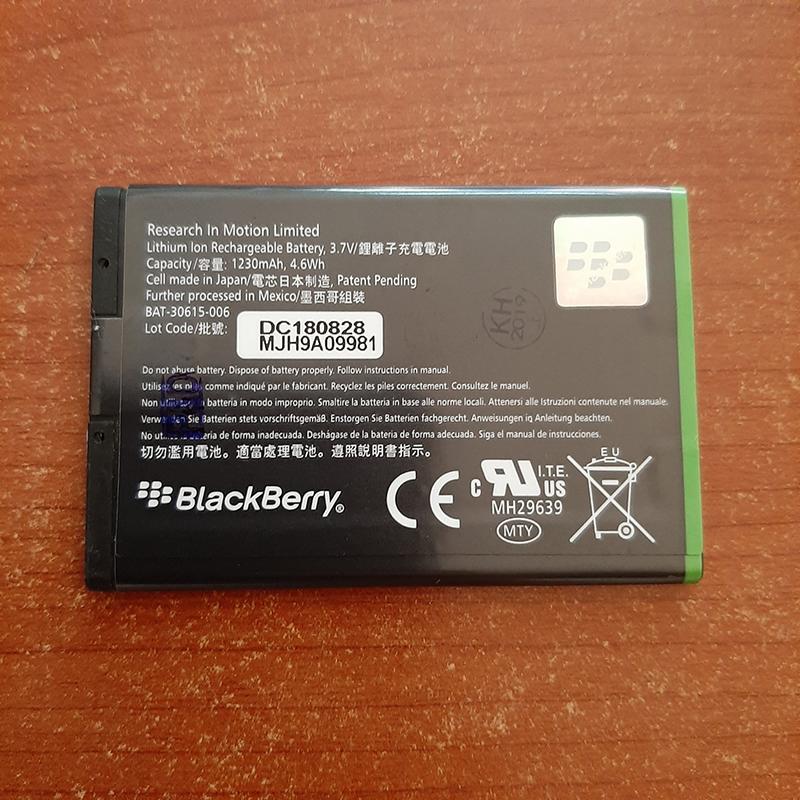 Research In Motion Limited
Lithium Ion Rechargeable Battery, 3.7V/鋰離子充電電池
Capacity/容量: 1230mAh, 4.6Wh
Cell made in Japan/電芯日本制造, Patent Pending
Further processed in Mexico/墨西哥組裝
BAT-30615-006
Lot Code/批號: DC180828
MJH9A09981
KH
2019
Do not abuse battery. Dispose of battery properly. Follow instructions in manual.
Utilisez les piles comme indiqué par le fabricant. Recyclez les piles correctement. Consultez le manuel.
Non utilizzare la batteria in modo improprio. Smaltire la batteria in base alle norme locali. Attenersi alle Istruzioni contenute nel manuale.
Verwenden Sie Batterien stets vorschriftsgemäß. Enstorgen Sie Batterien fachgerecht. Anweisungen in Anleitung beachten.
No utilice la batería de forma inadecuada. Deshágase de la batería de forma adecuada. Siga el manual de instrucciones.
切勿濫用電池。適當處理電池。遵照說明書指示。
BlackBerry®
CE
c RU US
I.T.E.
MH29639
MTY
EU